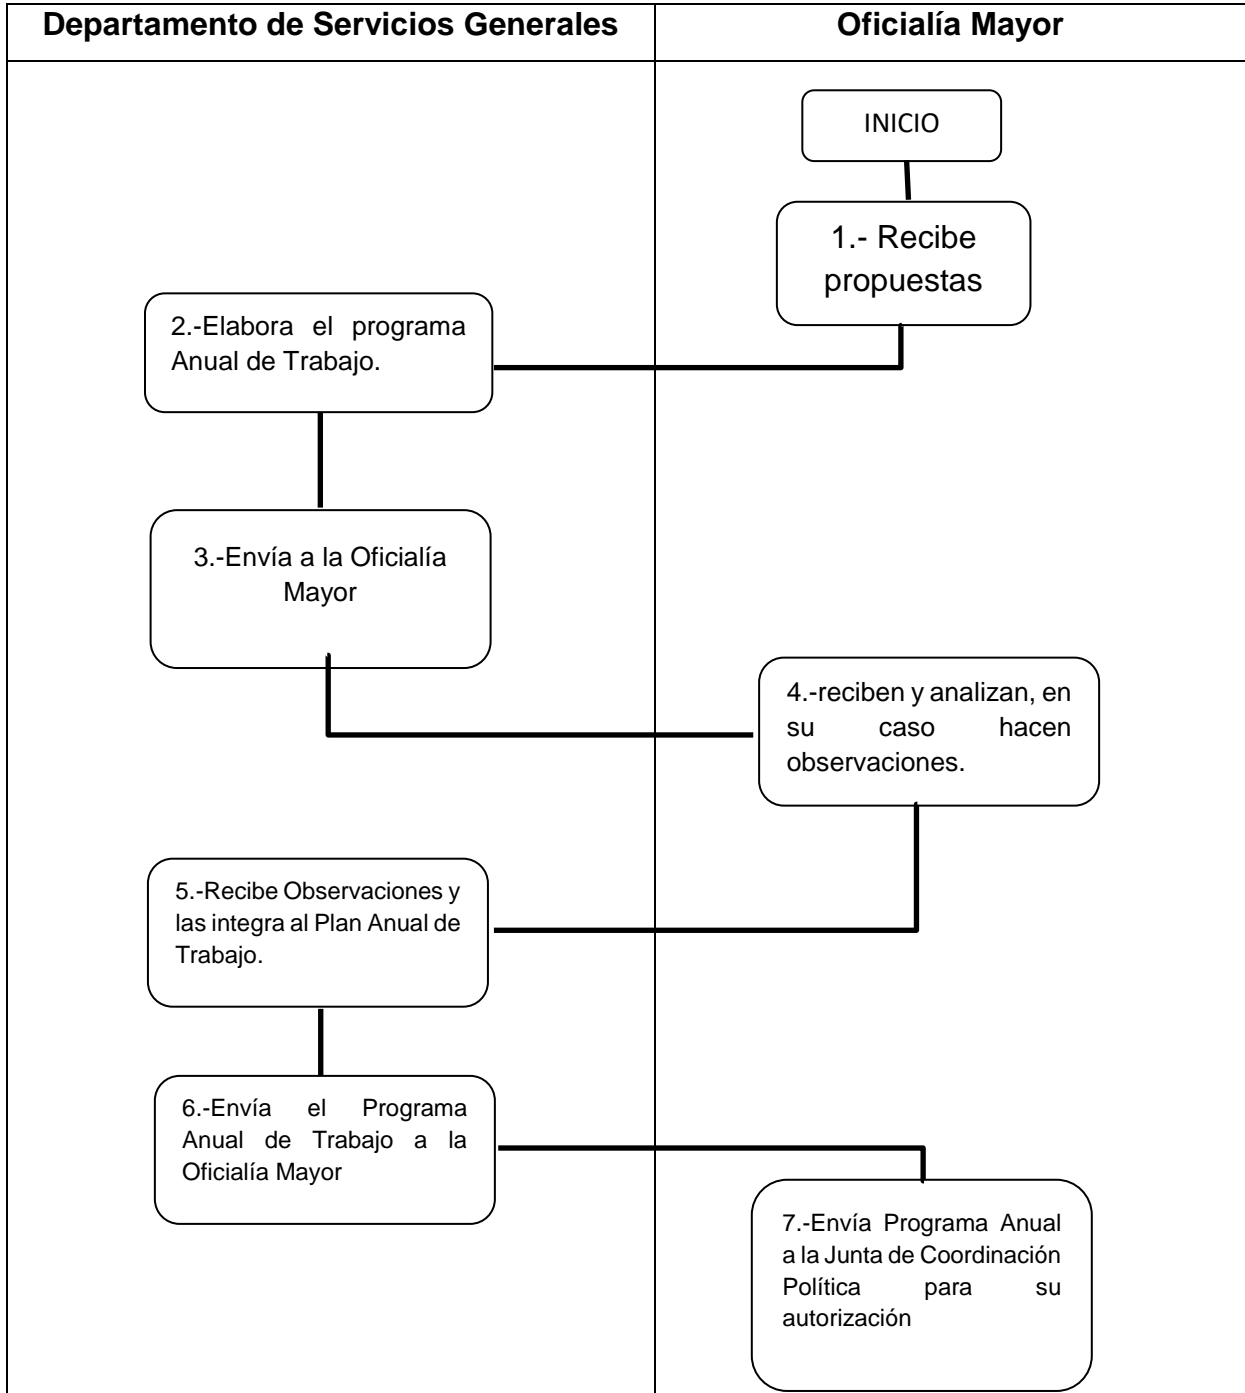 Departamento de Servicios Generales
Oficialía Mayor
INICIO
1.- Recibe
propuestas
2.-Elabora el programa
Anual de Trabajo.
3.-Envía a la Oficialía
Mayor
4.-reciben y analizan, en
su caso hacen
observaciones.
5.-Recibe Observaciones y
las integra al Plan Anual de
Trabajo.
6.-Envía el Programa
Anual de Trabajo a la
Oficialía Mayor
7.-Envía Programa Anual
a la Junta de Coordinación
Política para su
autorización